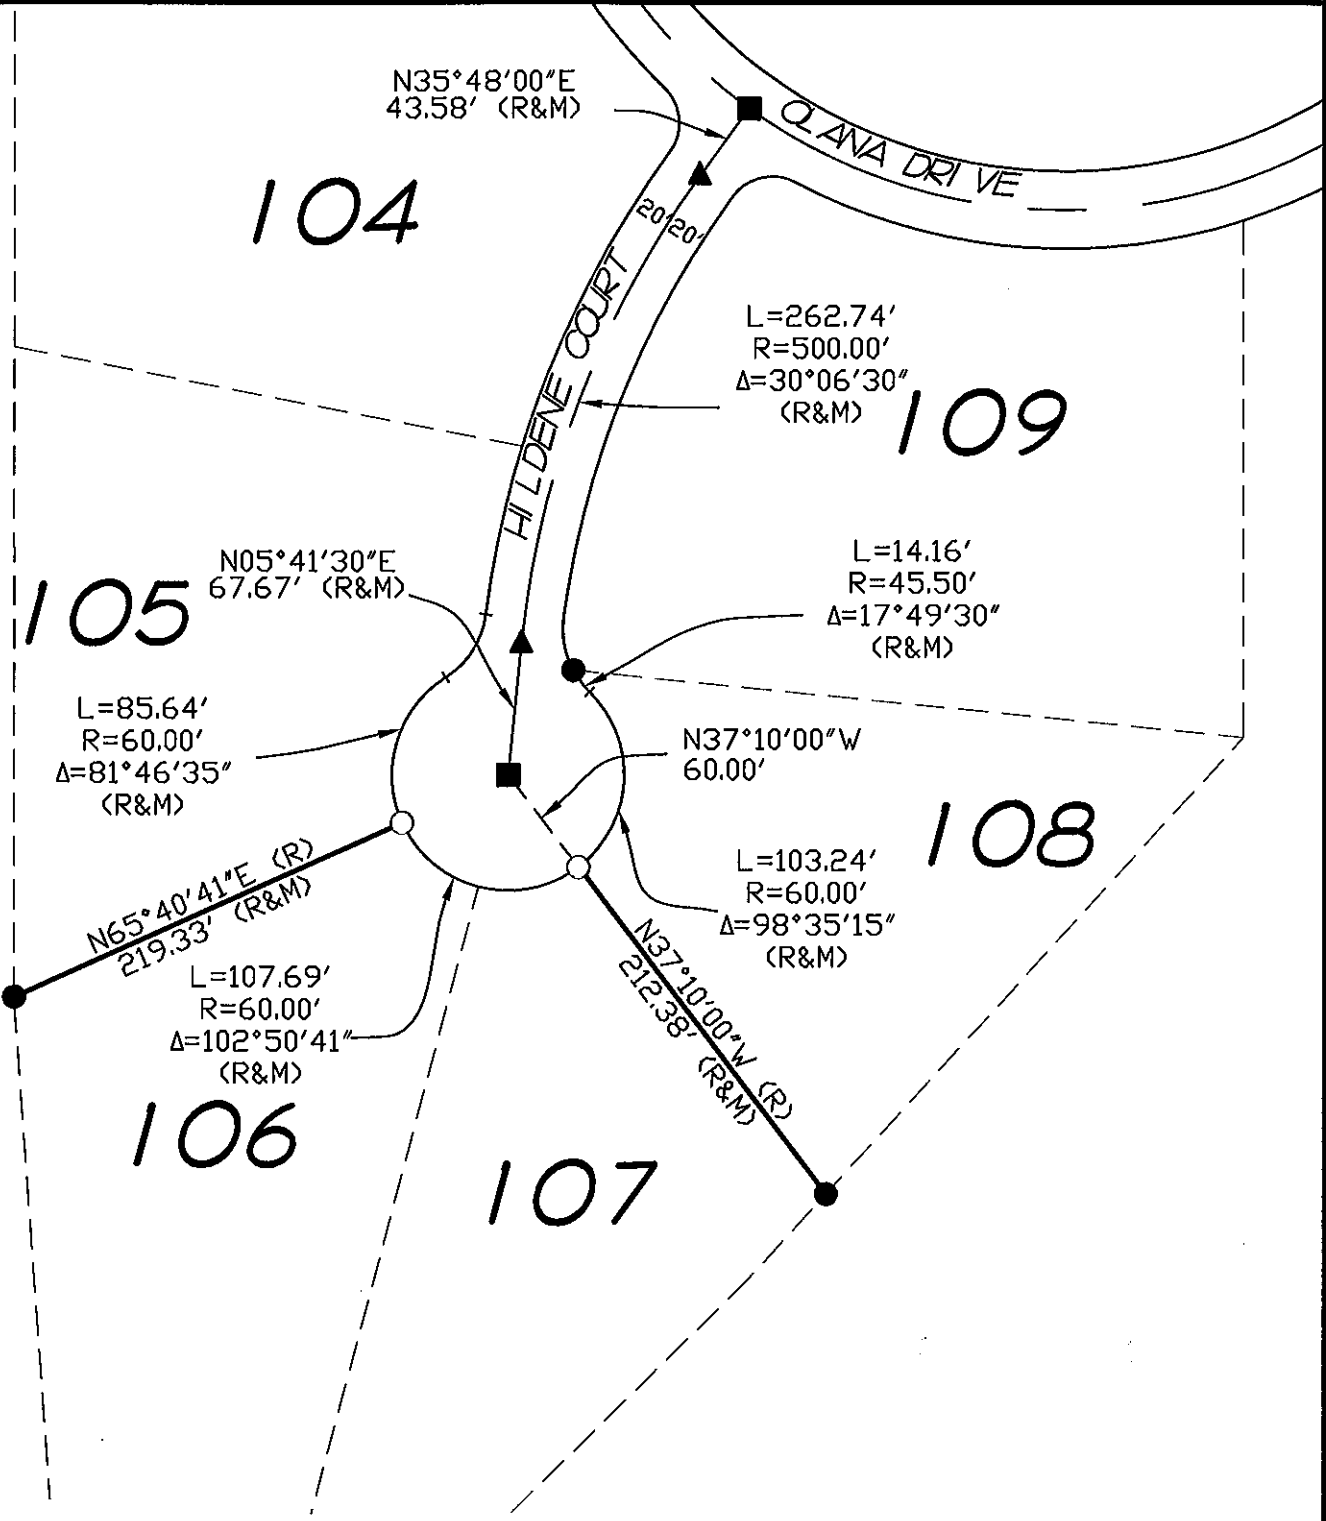 N35°48'00"E
43.58' (R&M)
OLANA DRIVE
104
20' 20'
HILDENE COURT
L=262.74'
R=500.00'
Δ=30°06'30"
(R&M)
109
N05°41'30"E
67.67' (R&M)
L=14.16'
R=45.50'
Δ=17°49'30"
(R&M)
105
L=85.64'
R=60.00'
Δ=81°46'35"
(R&M)
N37°10'00"W
60.00'
108
L=103.24'
R=60.00'
Δ=98°35'15"
(R&M)
N65°40'41"E (R)
219.33' (R&M)
N37°10'00"W (R)
212.38' (R&M)
L=107.69'
R=60.00'
Δ=102°50'41"
(R&M)
106
107